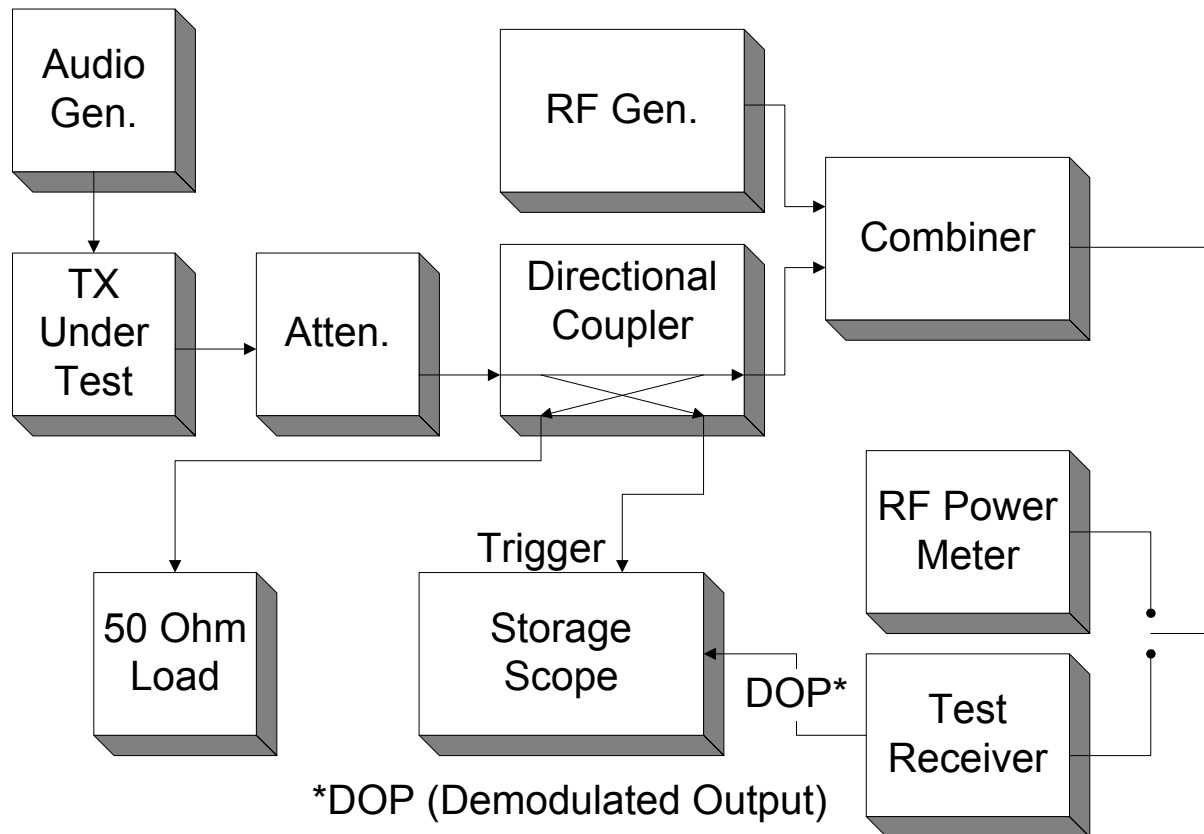 Audio
Gen.
RF Gen.
Combiner
TX
Under
Test
Atten.
Directional
Coupler
RF Power
Meter
Trigger
50 Ohm
Load
Storage
Scope
DOP*
Test
Receiver
*DOP (Demodulated Output)